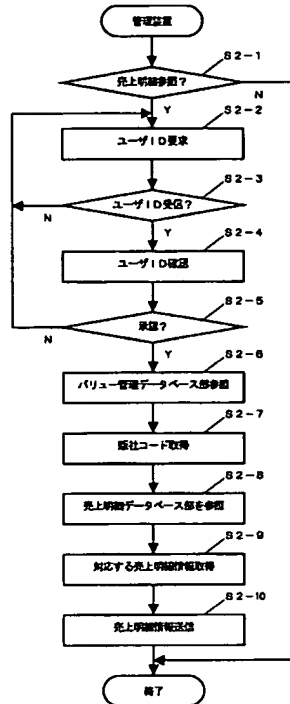 管理装置
S2-1
売上明細参照?
N
Y
S2-2
ユーザID要求
S2-3
ユーザID受信?
N
Y
S2-4
ユーザID確認
S2-5
承認?
N
Y
S2-6
バリュー管理データベース部参照
S2-7
販社コード取得
S2-8
売上明細データベース部を参照
S2-9
対応する売上明細情報取得
S2-10
売上明細情報送信
終了